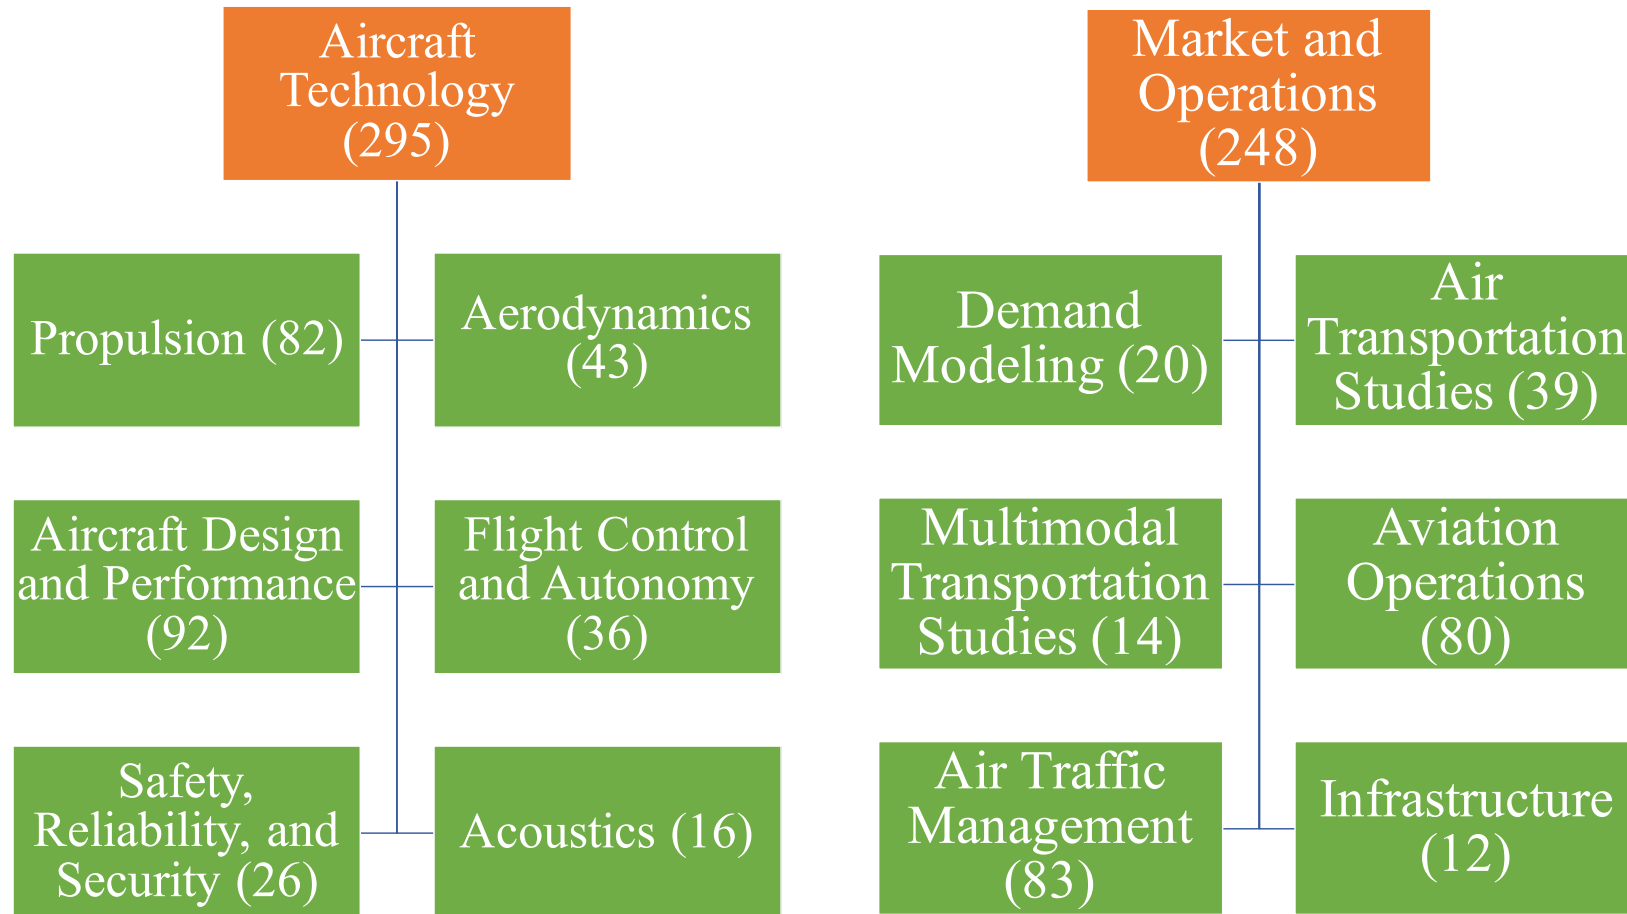 Aircraft
Technology
(295)
Propulsion (82)
Aerodynamics
(43)
Aircraft Design
and Performance
(92)
Flight Control
and Autonomy
(36)
Safety,
Reliability, and
Security (26)
Acoustics (16)
Market and
Operations
(248)
Demand
Modeling (20)
Air
Transportation
Studies (39)
Multimodal
Transportation
Studies (14)
Aviation
Operations
(80)
Air Traffic
Management
(83)
Infrastructure
(12)